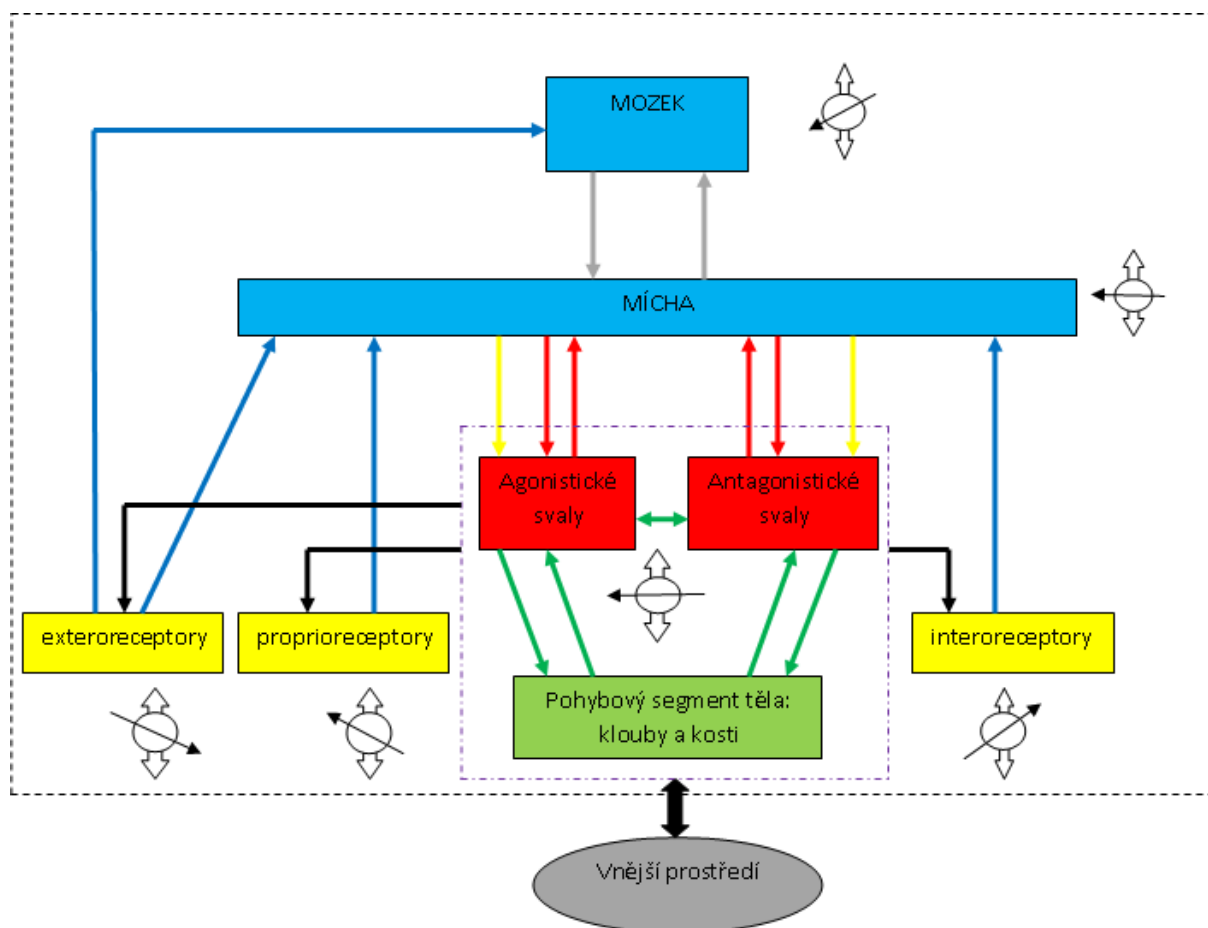 MOZEK
MÍCHA
Agonistické
svaly
Antagonistické
svaly
exteroreceptory
proprioreceptory
interoreceptory
Pohybový segment těla:
klouby a kosti
Vnější prostředí